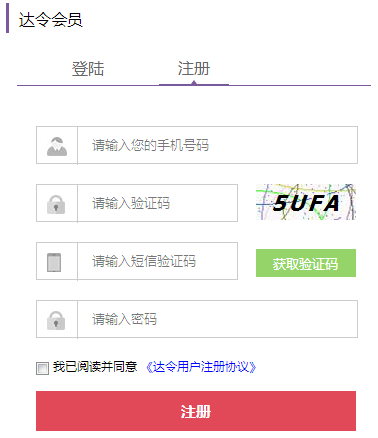 达令会员
登陆 注册
请输入您的手机号码
请输入验证码 5UFA
请输入短信验证码 获取验证码
请输入密码
我已阅读并同意 《达令用户注册协议》
注册